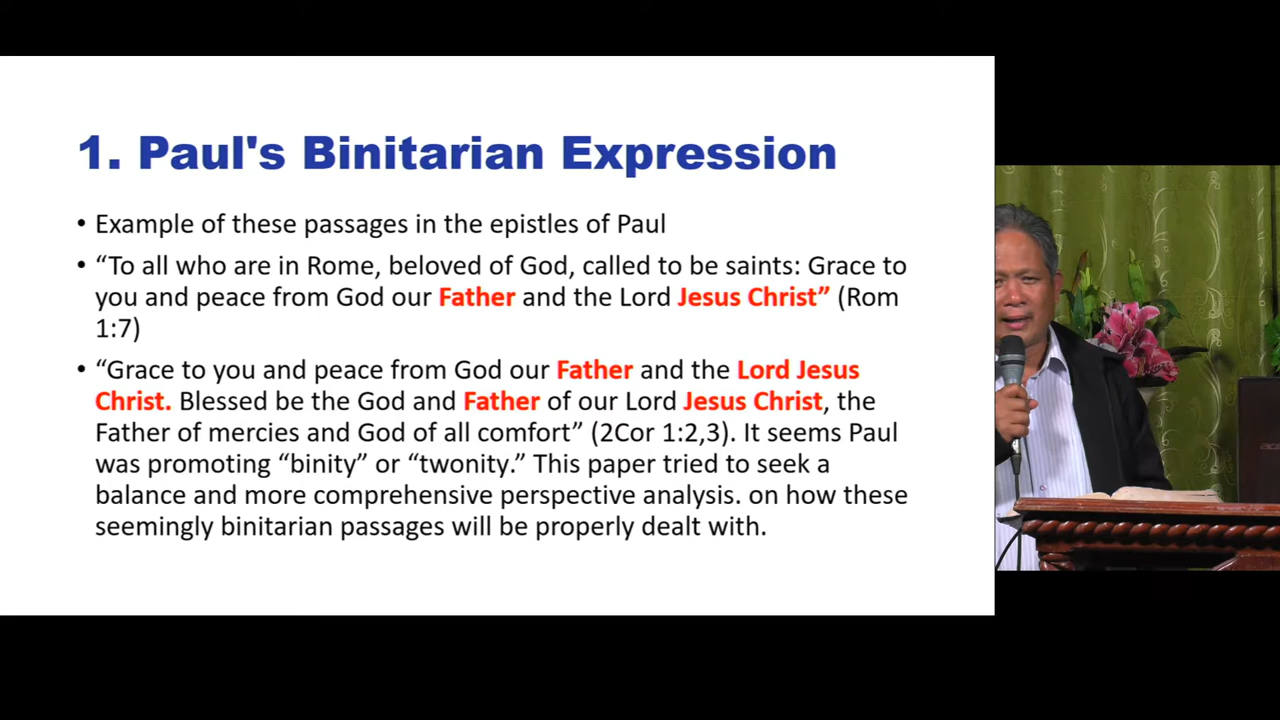 1. Paul's Binitarian Expression
• Example of these passages in the epistles of Paul
• “To all who are in Rome, beloved of God, called to be saints: Grace to
you and peace from God our Father and the Lord Jesus Christ” (Rom
1:7)
• “Grace to you and peace from God our Father and the Lord Jesus
Christ. Blessed be the God and Father of our Lord Jesus Christ, the
Father of mercies and God of all comfort” (2Cor 1:2,3). It seems Paul
was promoting “binity” or “twonity.” This paper tried to seek a
balance and more comprehensive perspective analysis. on how these
seemingly binitarian passages will be properly dealt with.